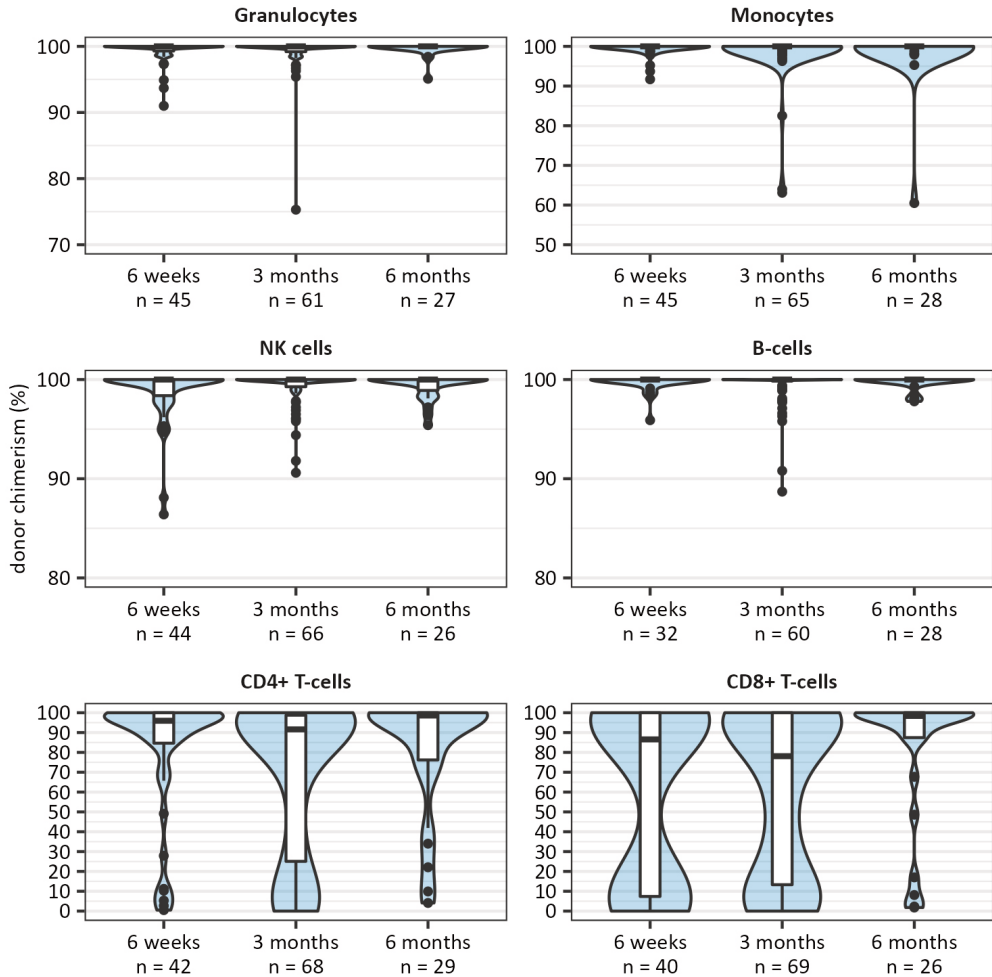 Granulocytes
100
90
80
70
6 weeks 3 months 6 months
n = 45 n = 61 n = 27
Monocytes
100
90
80
70
60
50
6 weeks 3 months 6 months
n = 45 n = 65 n = 28
donor chimerism (%)
NK cells
100
90
80
6 weeks 3 months 6 months
n = 44 n = 66 n = 26
B-cells
100
90
80
6 weeks 3 months 6 months
n = 32 n = 60 n = 28
CD4+ T-cells
100
90
80
70
60
50
40
30
20
10
0
6 weeks 3 months 6 months
n = 42 n = 68 n = 29
CD8+ T-cells
100
90
80
70
60
50
40
30
20
10
0
6 weeks 3 months 6 months
n = 40 n = 69 n = 26